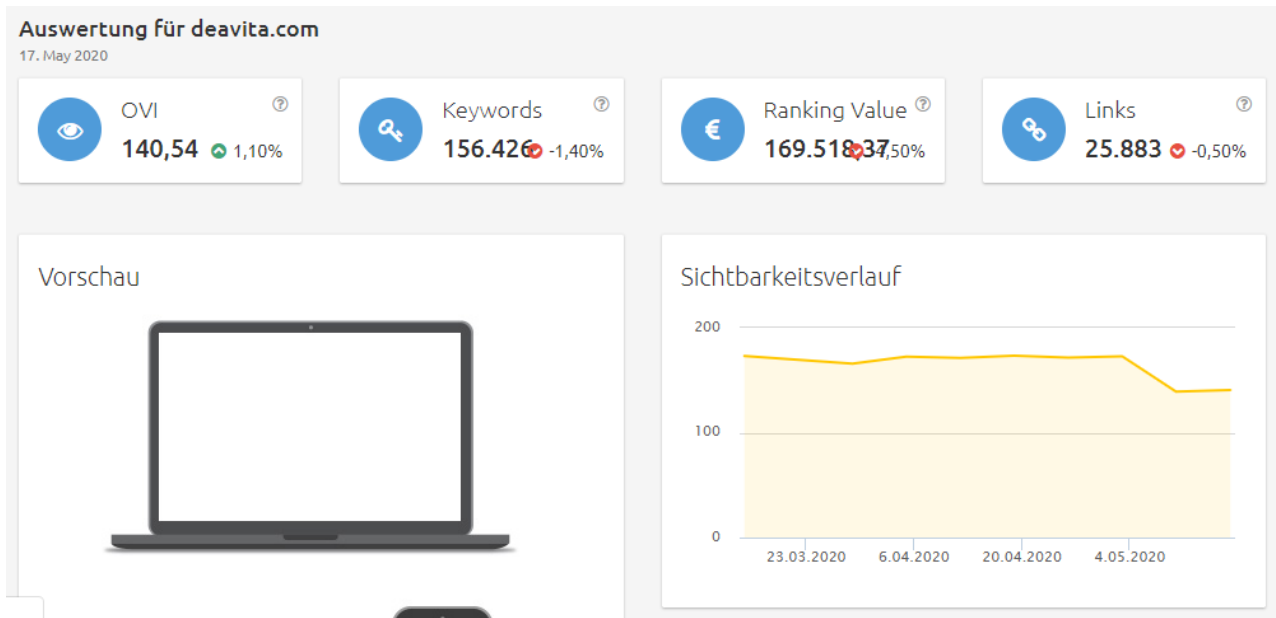 Auswertung für deavita.com
17. May 2020
OVI
140,54 1,10%
Keywords
156.426 -1,40%
Ranking Value
169.518,37 ,50%
Links
25.883 -0,50%
Vorschau
Sichtbarkeitsverlauf
200
100
0
23.03.2020 6.04.2020 20.04.2020 4.05.2020